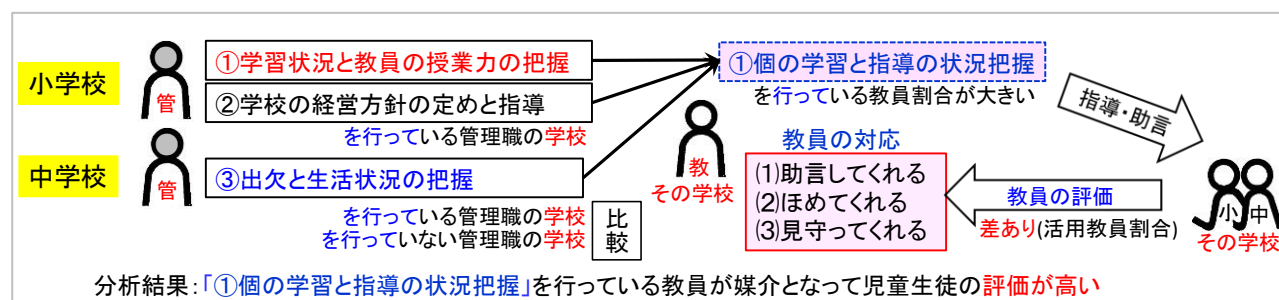 小学校
管
①学習状況と教員の授業力の把握
②学校の経営方針の定めと指導
を行っている管理職の学校
中学校
管
③出欠と生活状況の把握
を行っている管理職の学校
を行っていない管理職の学校
比較
①個の学習と指導の状況把握
を行っている教員割合が大きい
教
その学校
教員の対応
(1)助言してくれる
(2)ほめてくれる
(3)見守ってくれる
指導・助言
教員の評価
差あり(活用教員割合)
小 中
その学校
分析結果:「①個の学習と指導の状況把握」を行っている教員が媒介となって児童生徒の評価が高い